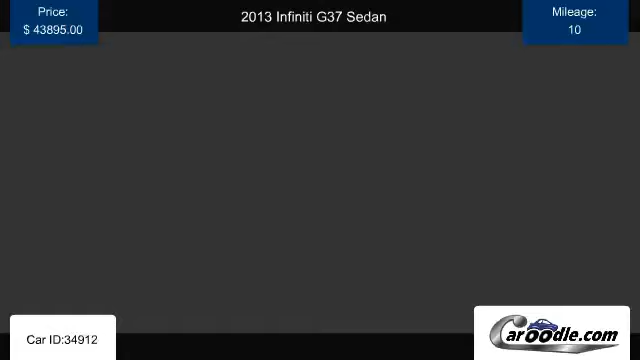 Price:
$ 43895.00
2013 Infiniti G37 Sedan
Mileage:
10
Car ID:34912
Caroodle.com